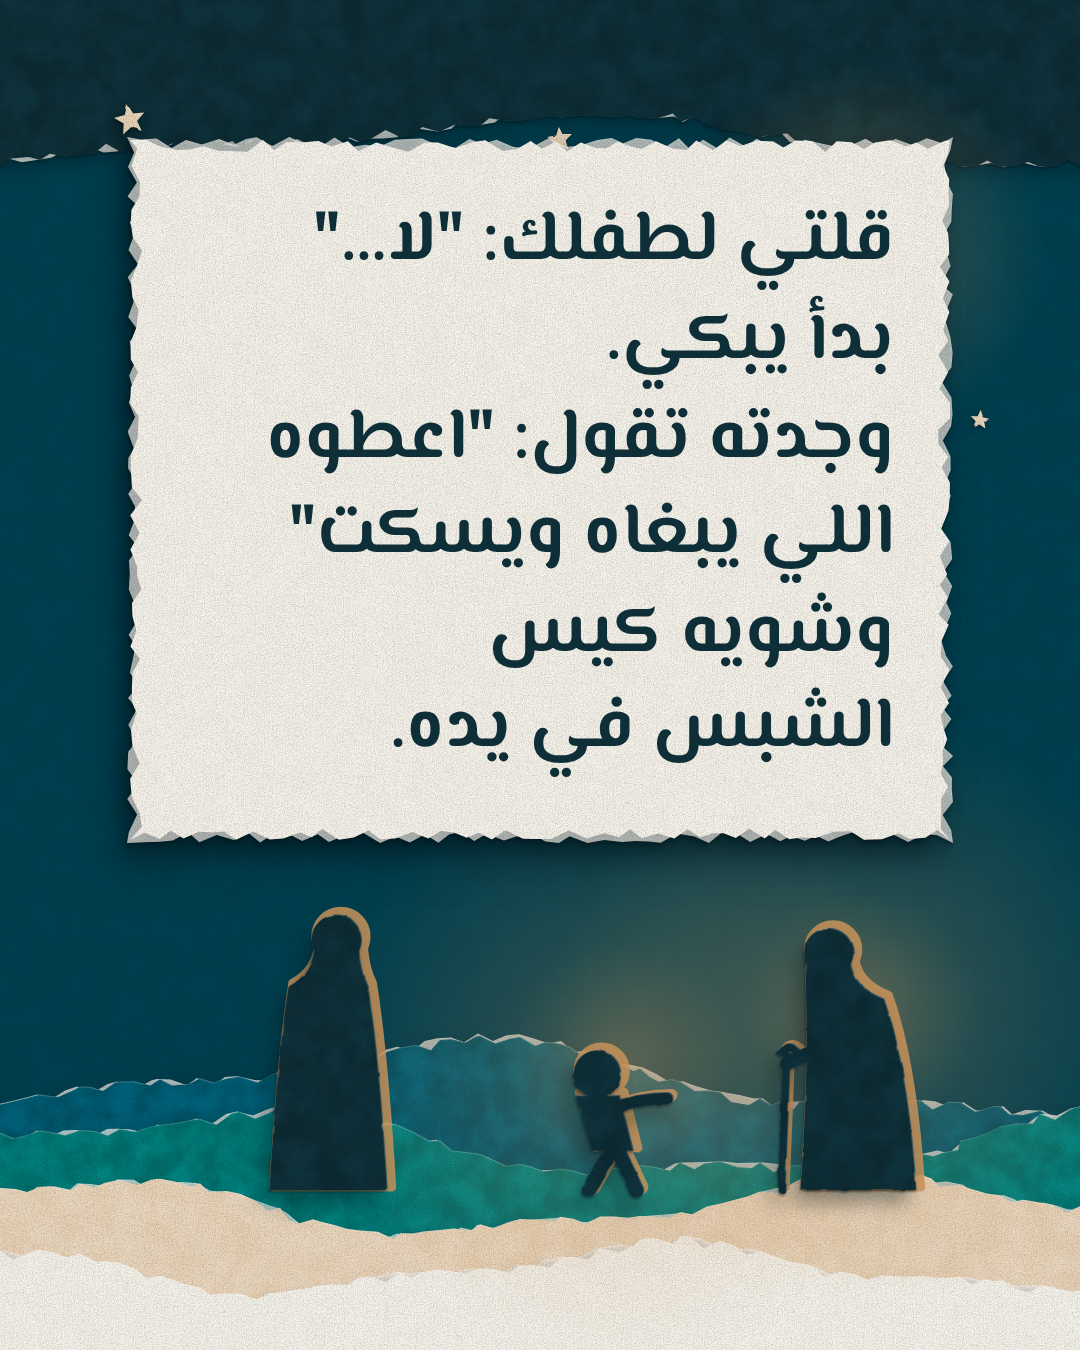 قلتي لطفلك: "لا..."
بدأ يبكي.
وجدته تقول: "اعطوه
اللي يبغاه ويسكت"
وشويه كيس
الشبس في يده.